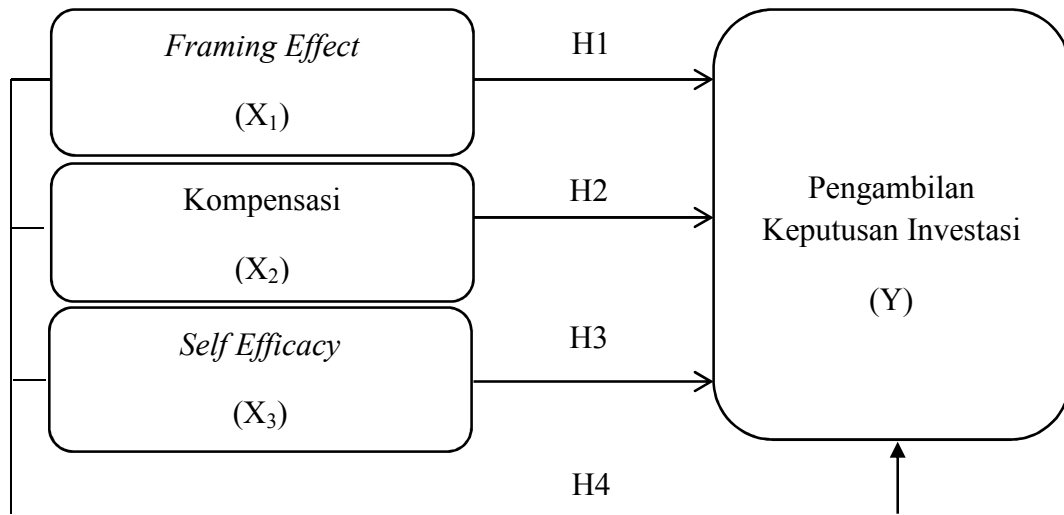 Framing Effect
(X₁)
H1
Kompensasi
(X₂)
H2
Self Efficacy
(X₃)
H3
Pengambilan
Keputusan Investasi
(Y)
H4